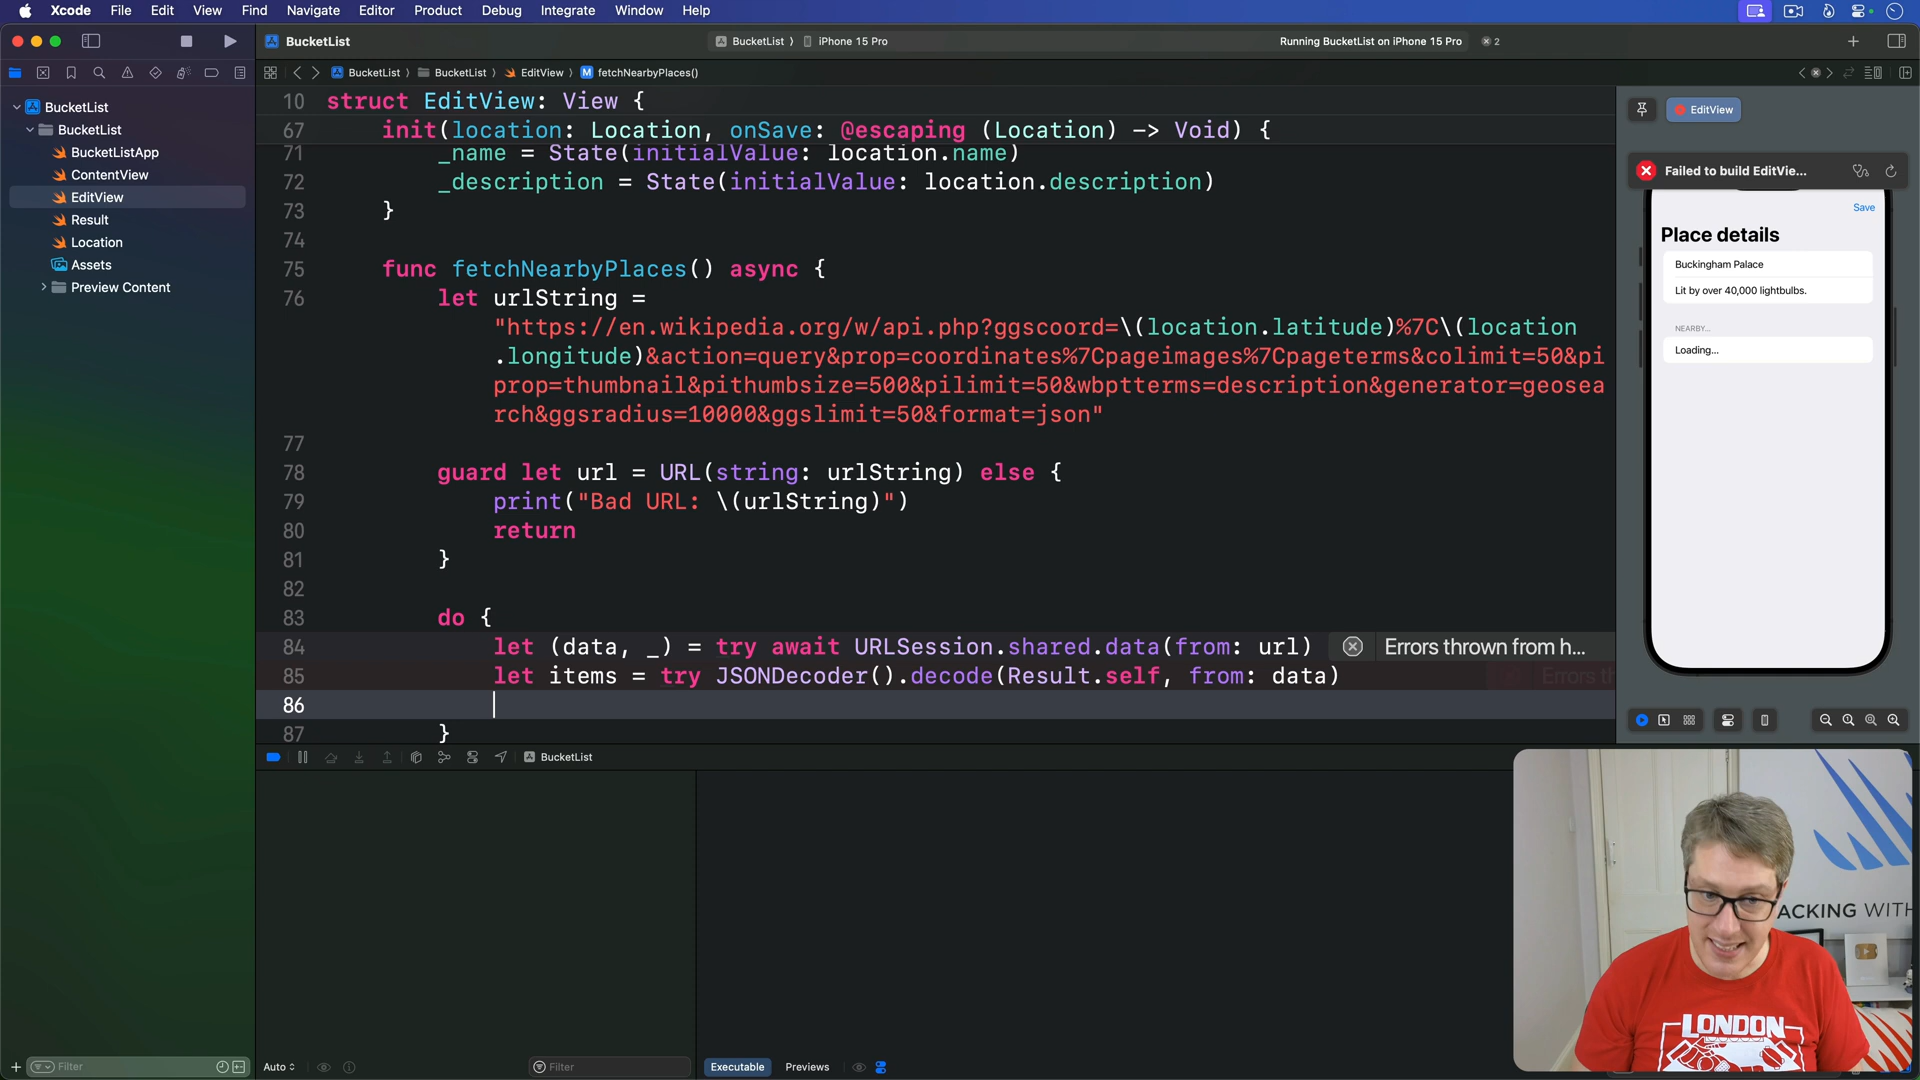 Xcode File Edit View Find Navigate Editor Product Debug Integrate Window Help
BucketList
BucketList 〉 iPhone 15 Pro
Running BucketList on iPhone 15 Pro
2
BucketList 〉 BucketList 〉 EditView 〉 M fetchNearbyPlaces()
BucketList
BucketList
BucketListApp
ContentView
EditView
Result
Location
Assets
Preview Content
10 struct EditView: View {
67 init(location: Location, onSave: @escaping (Location) -> Void) {
71 _name = State(initialValue: location.name)
72 _description = State(initialValue: location.description)
73 }
74
75 func fetchNearbyPlaces() async {
76 let urlString =
"https://en.wikipedia.org/w/api.php?ggscoord=\(location.latitude)%7C\(location
.longitude)&action=query&prop=coordinates%7Cpageimages%7Cpageterms&colimit=50&pi
prop=thumbnail&pithumbsize=500&pilimit=50&wbptterms=description&generator=geosea
rch&ggsradius=10000&ggslimit=50&format=json"
77
78 guard let url = URL(string: urlString) else {
79 print("Bad URL: \(urlString)")
80 return
81 }
82
83 do {
84 let (data, _) = try await URLSession.shared.data(from: url) Errors thrown from h...
85 let items = try JSONDecoder().decode(Result.self, from: data) Errors th
86
87 }
EditView
Failed to build EditVie...
Save
Place details
Buckingham Palace
Lit by over 40,000 lightbulbs.
NEARBY...
Loading...
BucketList
Filter
Auto
Filter
Executable
Previews
ACKING WITH
LONDON